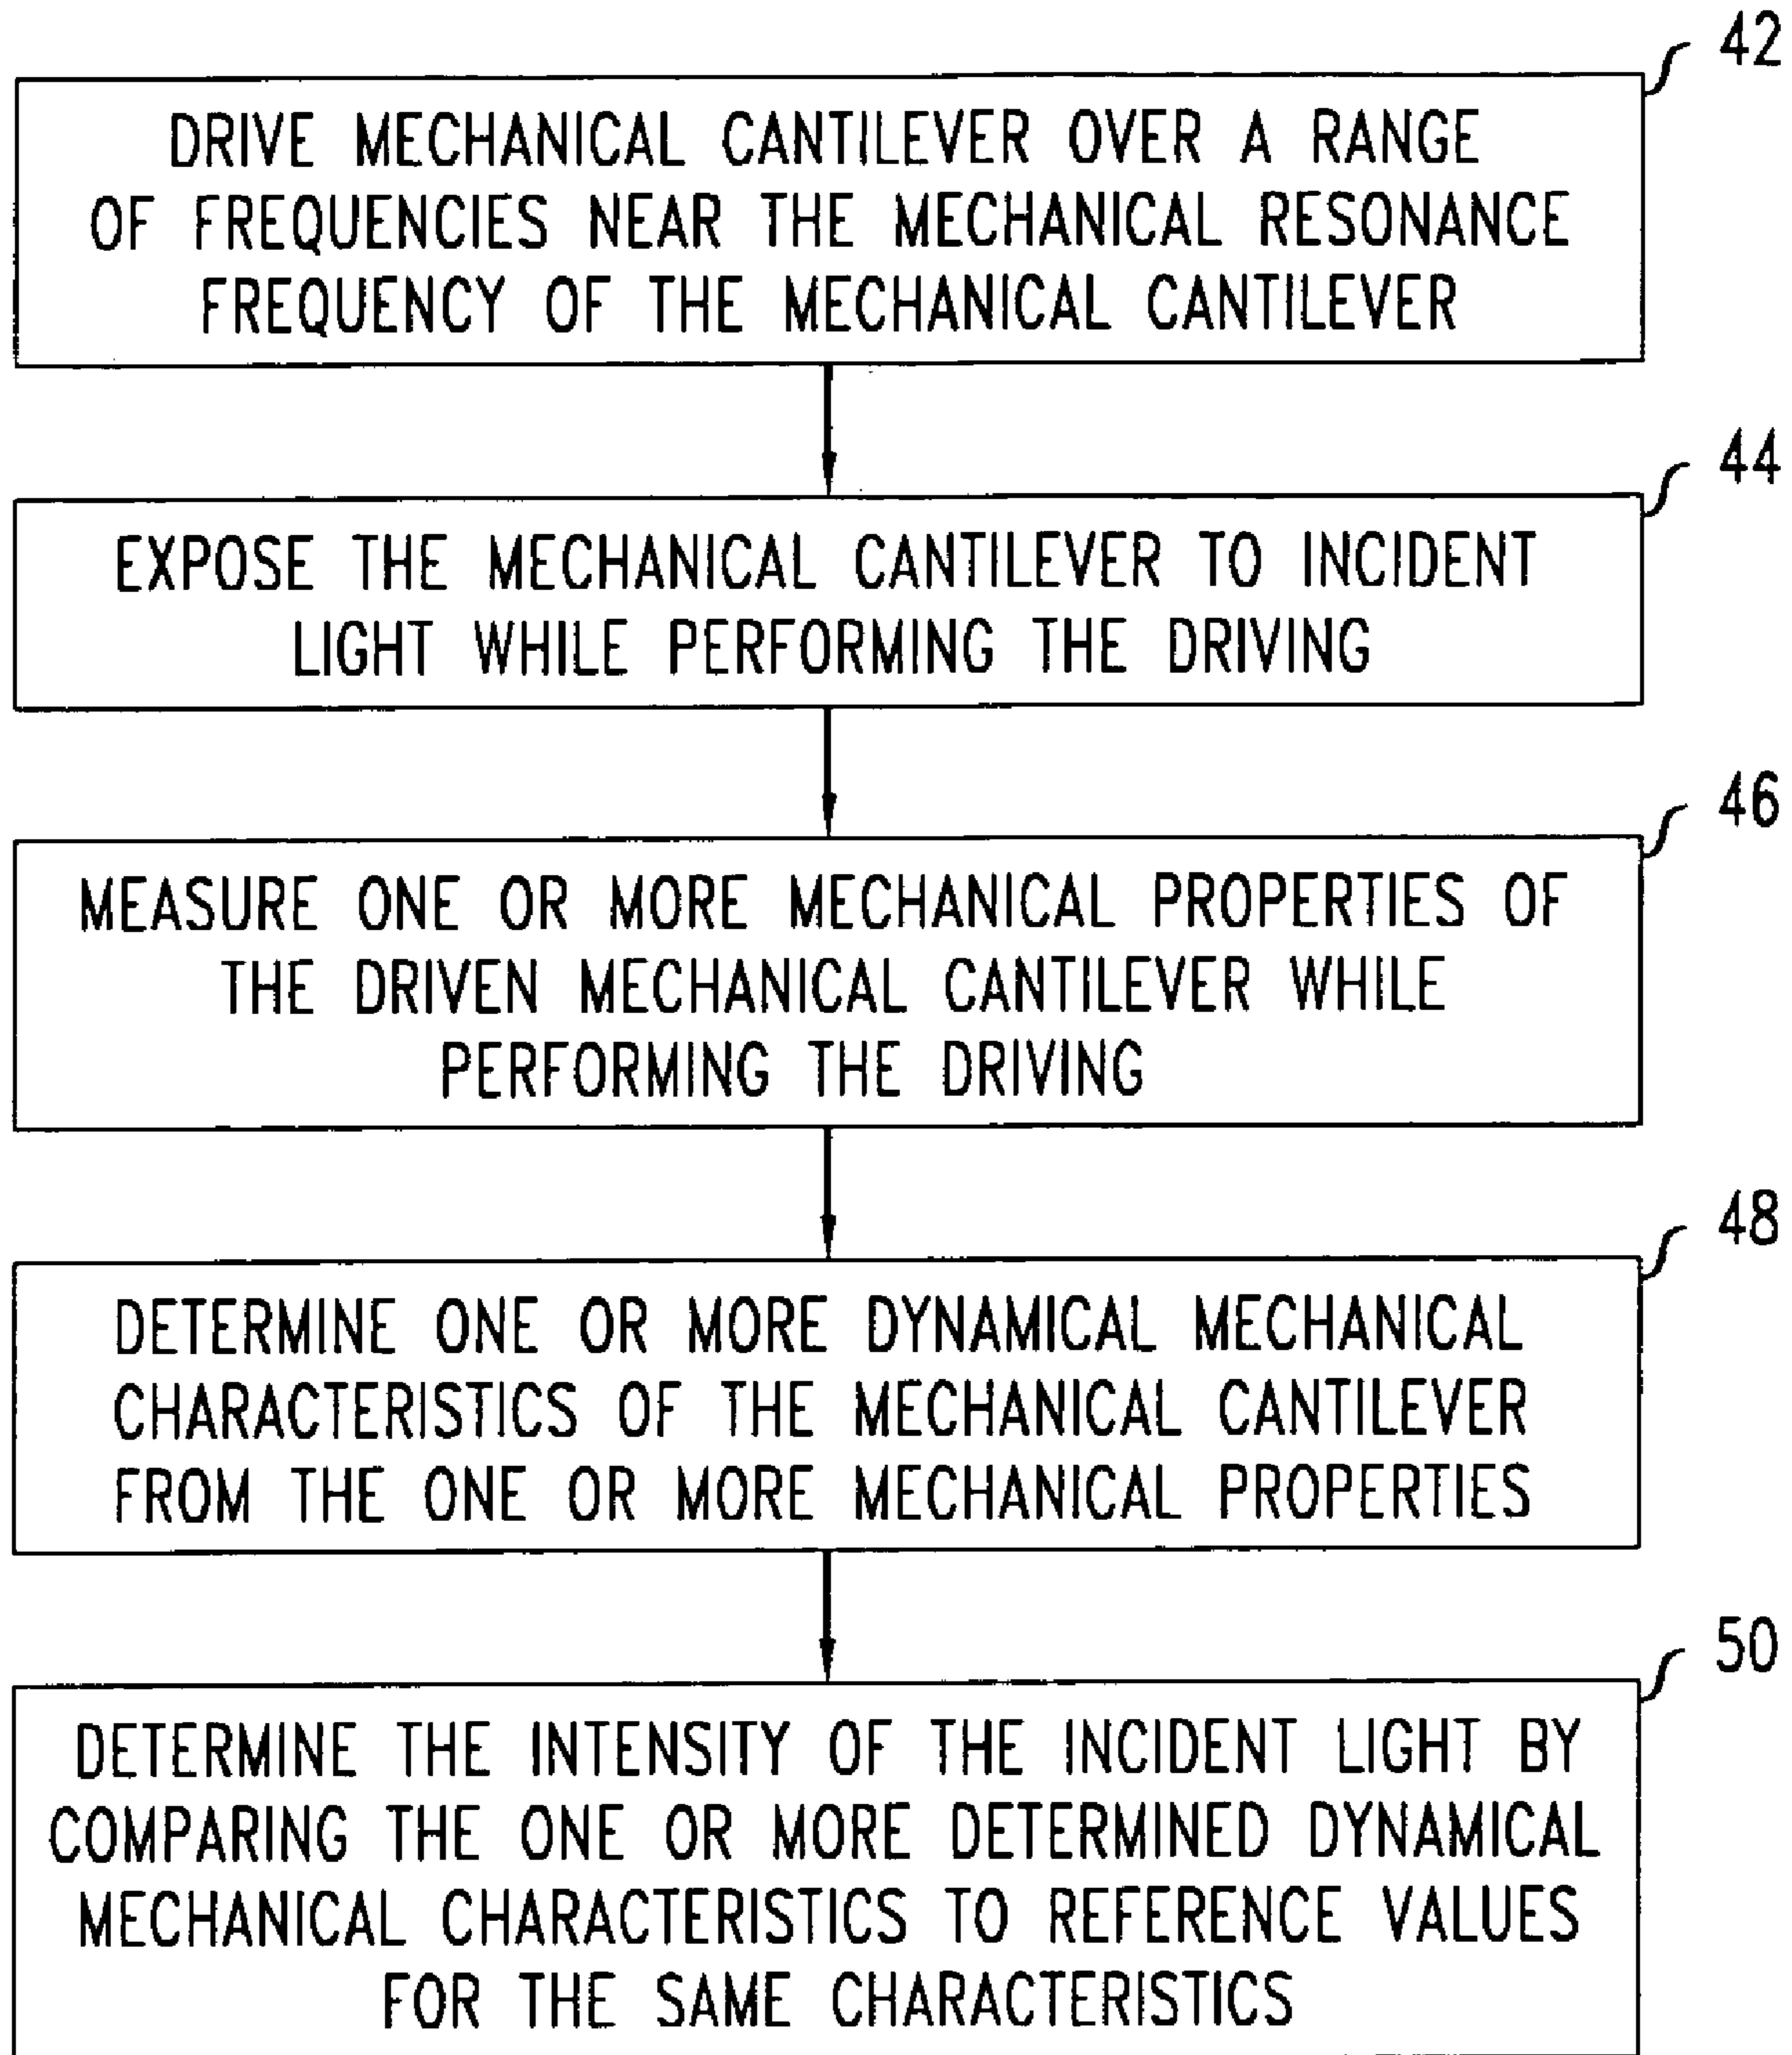 42
DRIVE MECHANICAL CANTILEVER OVER A RANGE
OF FREQUENCIES NEAR THE MECHANICAL RESONANCE
FREQUENCY OF THE MECHANICAL CANTILEVER
44
EXPOSE THE MECHANICAL CANTILEVER TO INCIDENT
LIGHT WHILE PERFORMING THE DRIVING
46
MEASURE ONE OR MORE MECHANICAL PROPERTIES OF
THE DRIVEN MECHANICAL CANTILEVER WHILE
PERFORMING THE DRIVING
48
DETERMINE ONE OR MORE DYNAMICAL MECHANICAL
CHARACTERISTICS OF THE MECHANICAL CANTILEVER
FROM THE ONE OR MORE MECHANICAL PROPERTIES
50
DETERMINE THE INTENSITY OF THE INCIDENT LIGHT BY
COMPARING THE ONE OR MORE DETERMINED DYNAMICAL
MECHANICAL CHARACTERISTICS TO REFERENCE VALUES
FOR THE SAME CHARACTERISTICS